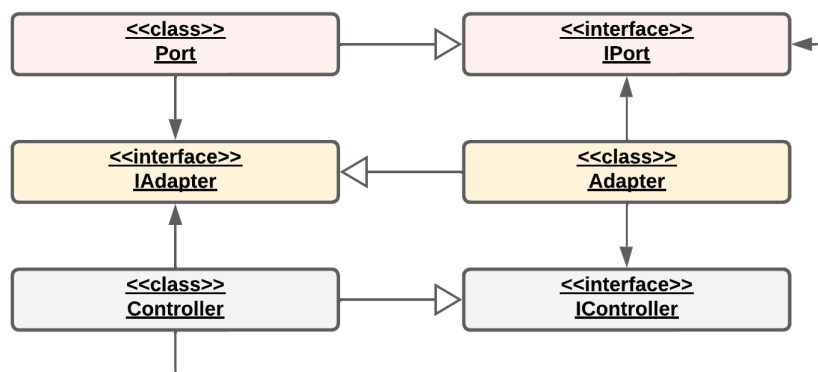 <<class>>
Port
<<interface>>
IPort
<<interface>>
IAdapter
<<class>>
Adapter
<<class>>
Controller
<<interface>>
IController